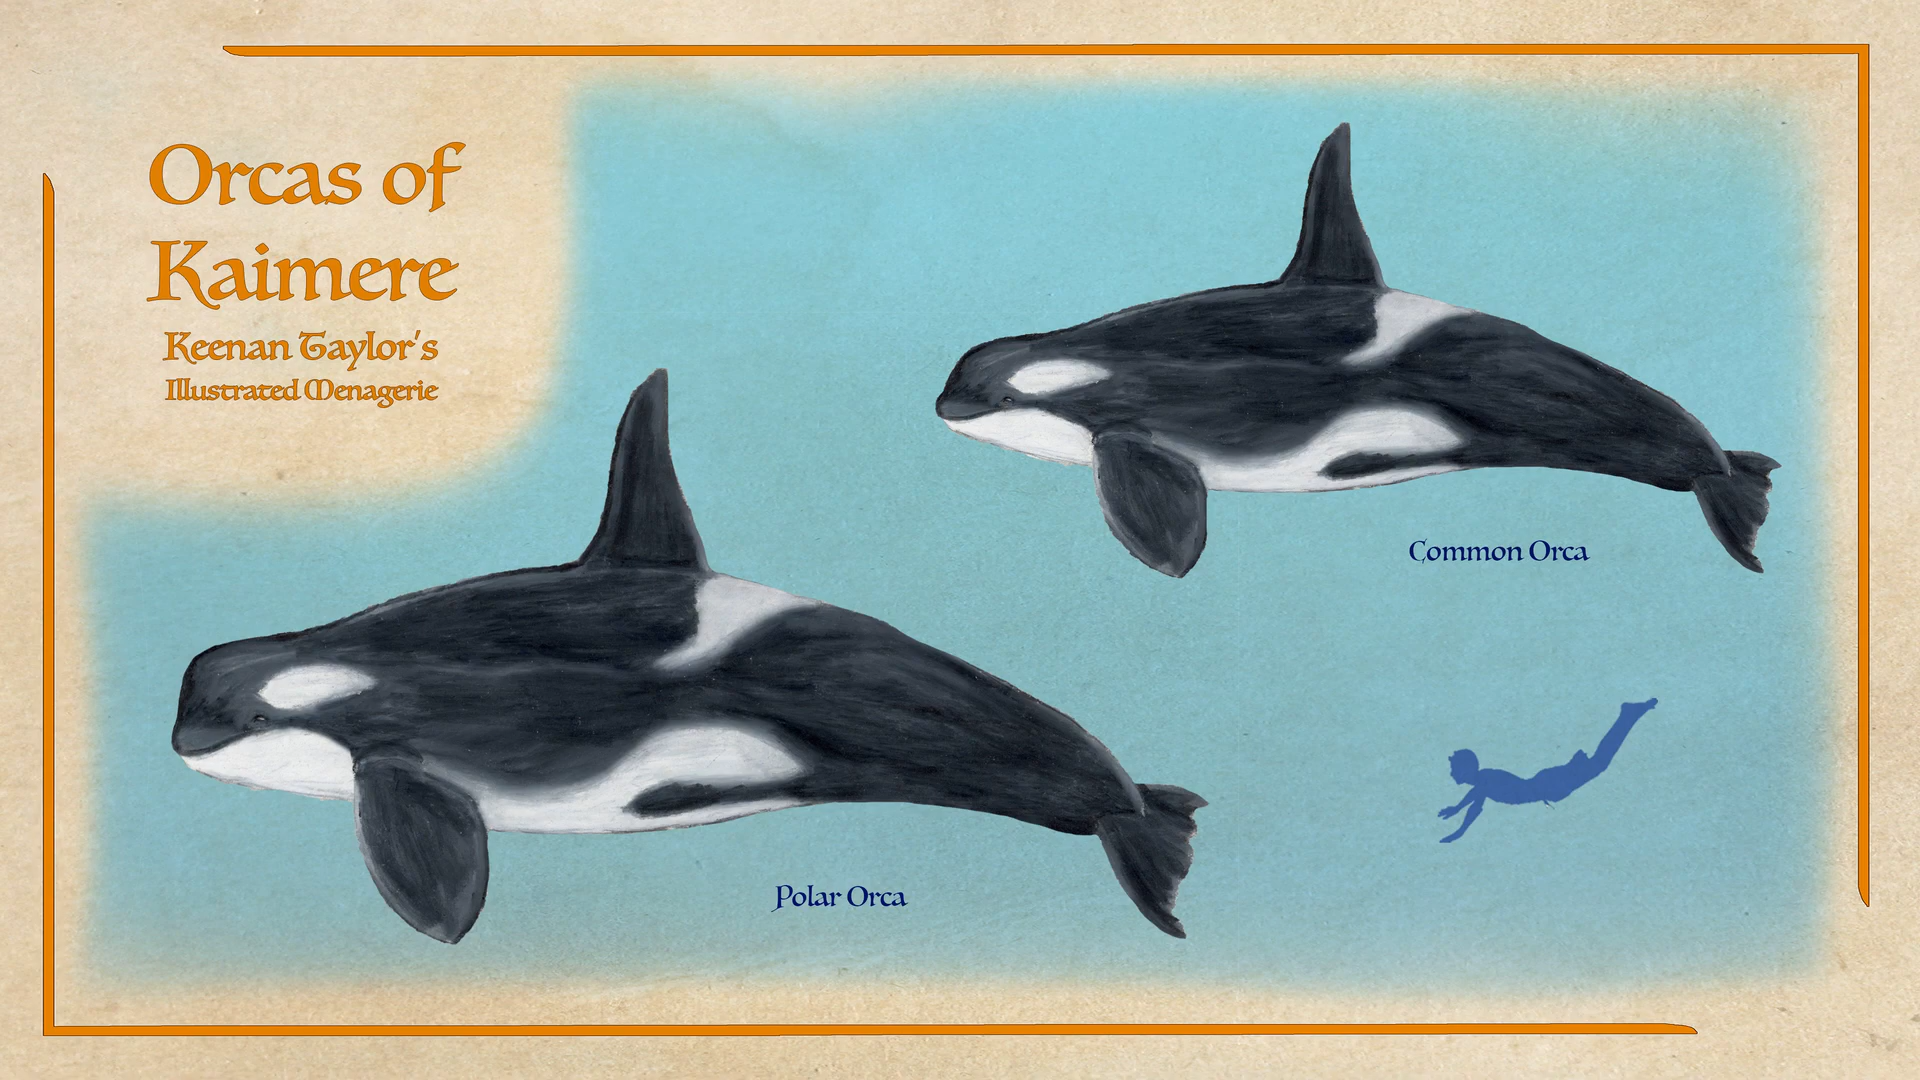 Orcas of
Kaimere
Keenan Taylor's
Illustrated Menagerie
Common Orca
Polar Orca